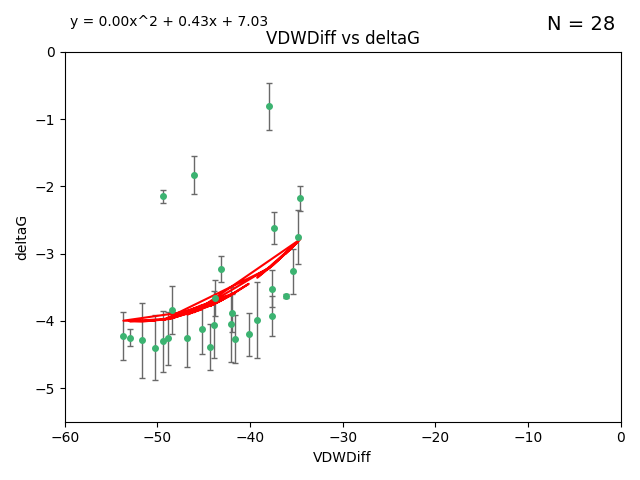 y = 0.00x^2 + 0.43x + 7.03
N = 28
VDWDiff vs deltaG
0
−1
−2
−3
−4
−5
deltaG
−60
−50
−40
−30
−20
−10
0
VDWDiff